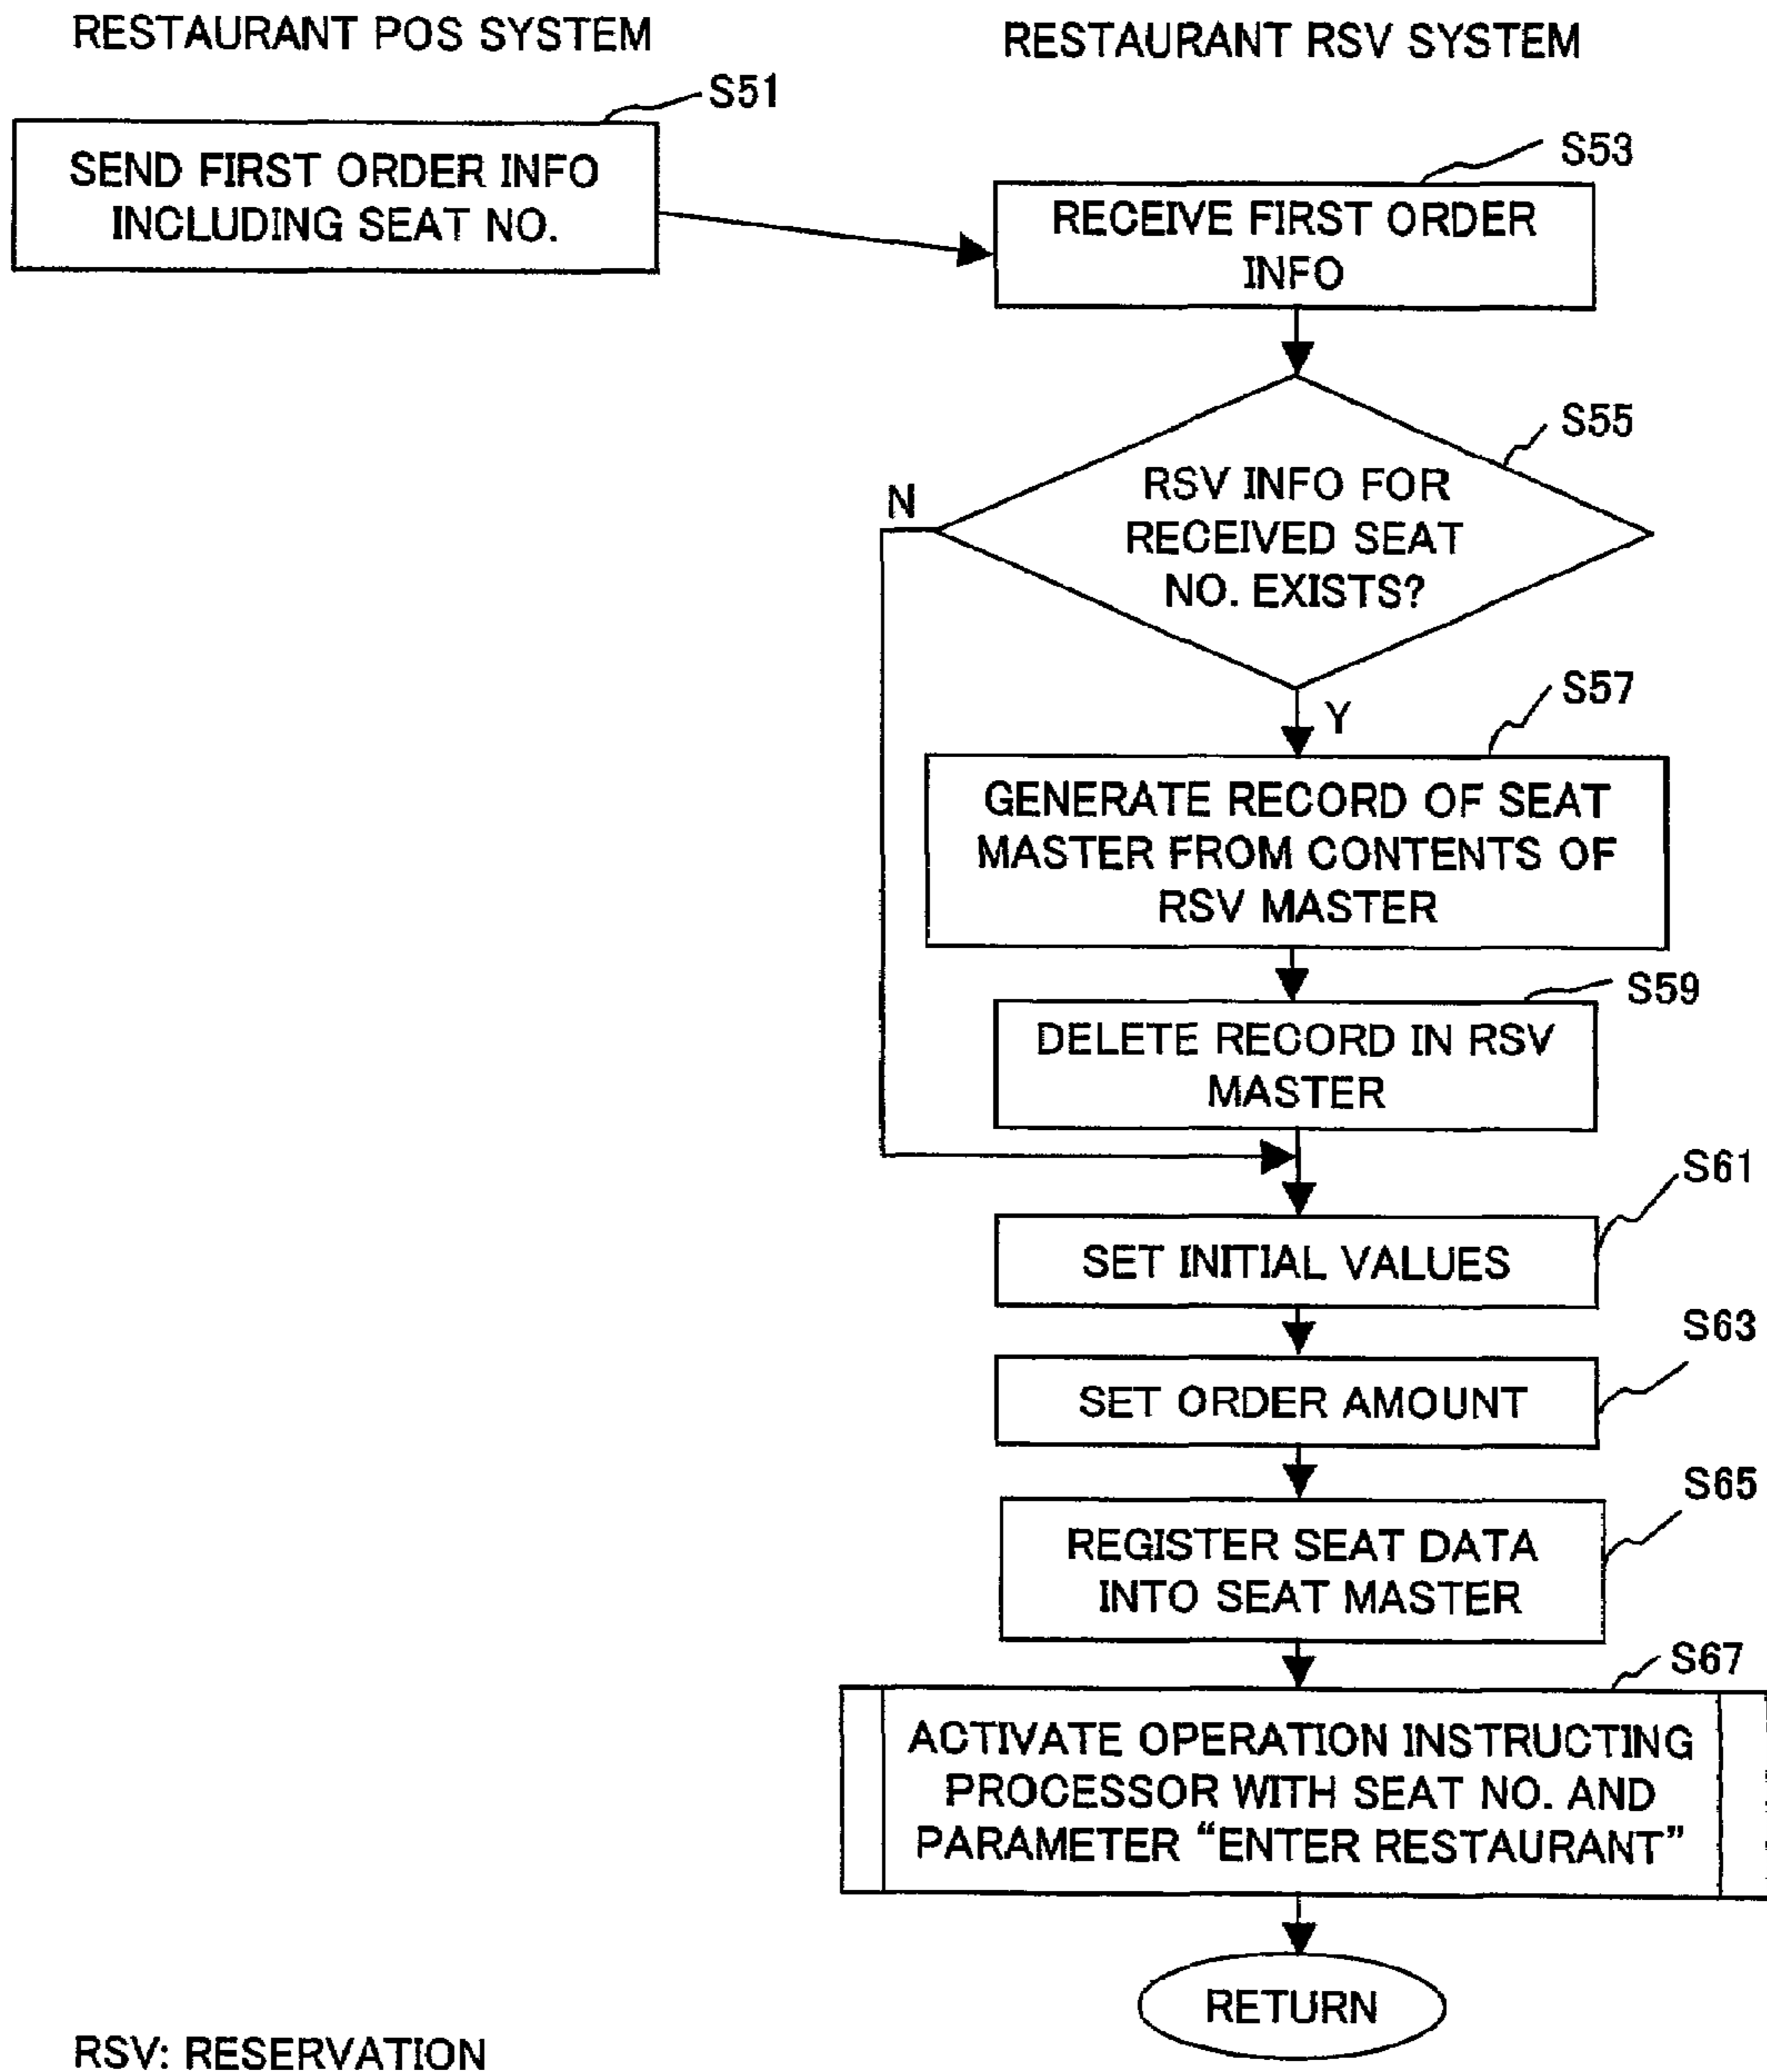 RESTAURANT POS SYSTEM
RESTAURANT RSV SYSTEM
S51
SEND FIRST ORDER INFO
INCLUDING SEAT NO.
S53
RECEIVE FIRST ORDER
INFO
S55
RSV INFO FOR
RECEIVED SEAT
NO. EXISTS?
N
Y
S57
GENERATE RECORD OF SEAT
MASTER FROM CONTENTS OF
RSV MASTER
S59
DELETE RECORD IN RSV
MASTER
S61
SET INITIAL VALUES
S63
SET ORDER AMOUNT
S65
REGISTER SEAT DATA
INTO SEAT MASTER
S67
ACTIVATE OPERATION INSTRUCTING
PROCESSOR WITH SEAT NO. AND
PARAMETER “ENTER RESTAURANT”
RETURN
RSV: RESERVATION